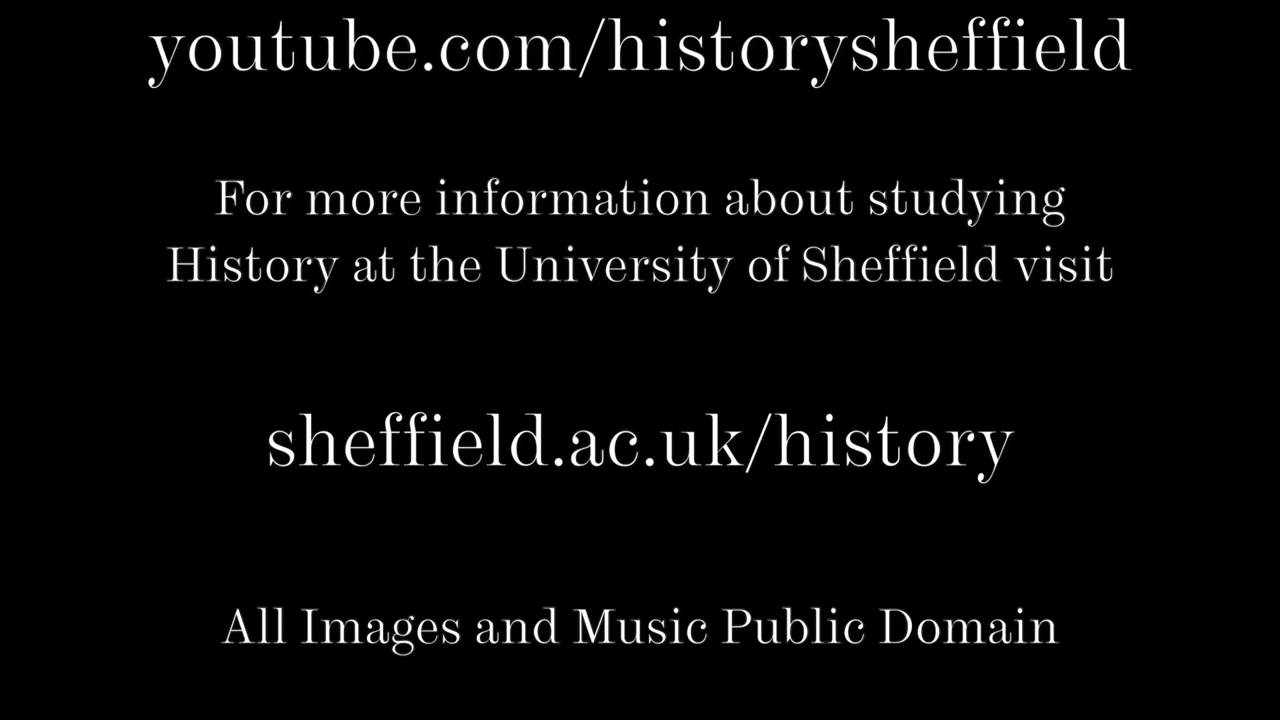 youtube.com/historysheffield
For more information about studying
History at the University of Sheffield visit
sheffield.ac.uk/history
All Images and Music Public Domain